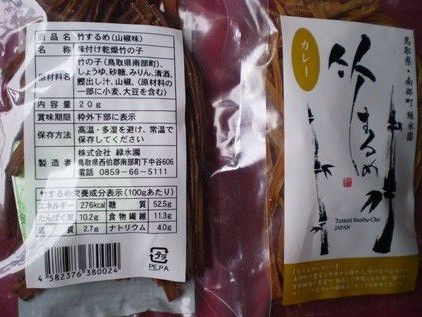 商品名 竹するめ(山椒味)
名称 味付け乾燥竹の子
原材料名 竹の子(鳥取県南部町)、
しょうゆ、砂糖、みりん、清酒、
鰹出し汁、山椒、(原材料の
一部に小麦、大豆を含む)
内容量 20g
賞味期限 枠外下部に表示
保存方法 高温・多湿を避け、常温で
保存してください
製造者 株式会社 緑水園
鳥取県西伯郡南部町下中谷606
電話 0859-66-5111
竹するめ栄養成分表示(100gあたり)
エネルギー 276kcal 糖質 52.5g
たんぱく質 10.2g 食物繊維 11.3g
2.7g ナトリウム 4.0g
4 582376 380024
プラ
PE,PA
カレー
竹するめ
鳥取県・南部町 緑水園
Tottori Nanbu-Cho
JAPAN